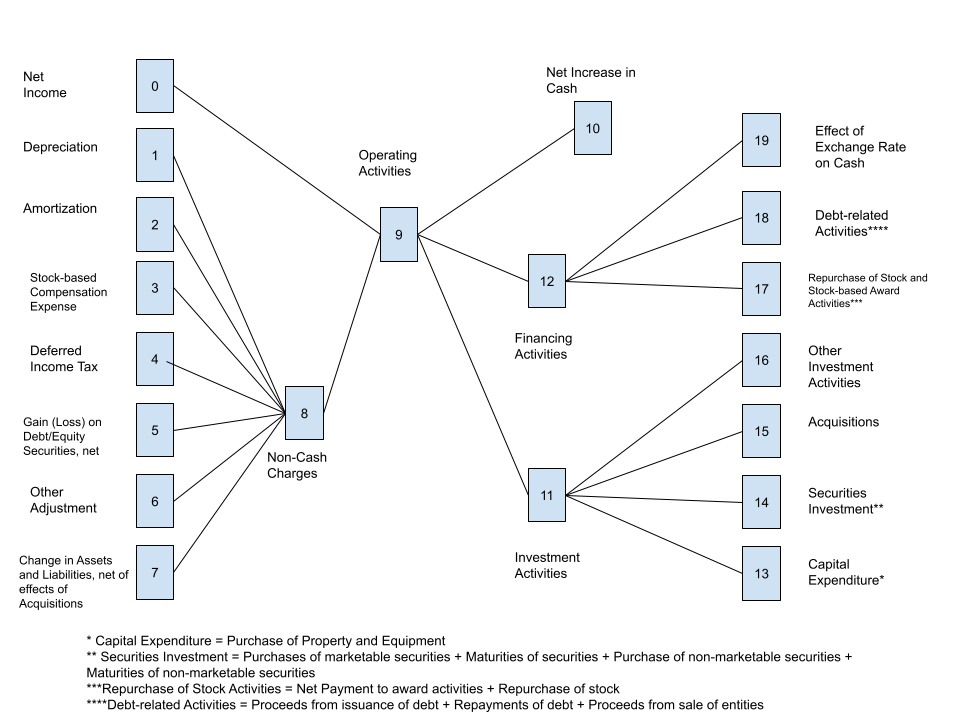 Net
Income
0
Depreciation
1
Amortization
2
Stock-based
Compensation
Expense
3
Deferred
Income Tax
4
Gain (Loss) on
Debt/Equity
Securities, net
5
Other
Adjustment
6
Change in Assets
and Liabilities, net of
effects of
Acquisitions
7
8
Non-Cash
Charges
Operating
Activities
9
Net Increase in
Cash
10
12
Financing
Activities
11
Investment
Activities
19
Effect of
Exchange Rate
on Cash
18
Debt-related
Activities****
17
Repurchase of Stock and
Stock-based Award
Activities***
16
Other
Investment
Activities
15
Acquisitions
14
Securities
Investment**
13
Capital
Expenditure*
* Capital Expenditure = Purchase of Property and Equipment
** Securities Investment = Purchases of marketable securities + Maturities of securities + Purchase of non-marketable securities +
Maturities of non-marketable securities
***Repurchase of Stock Activities = Net Payment to award activities + Repurchase of stock
****Debt-related Activities = Proceeds from issuance of debt + Repayments of debt + Proceeds from sale of entities